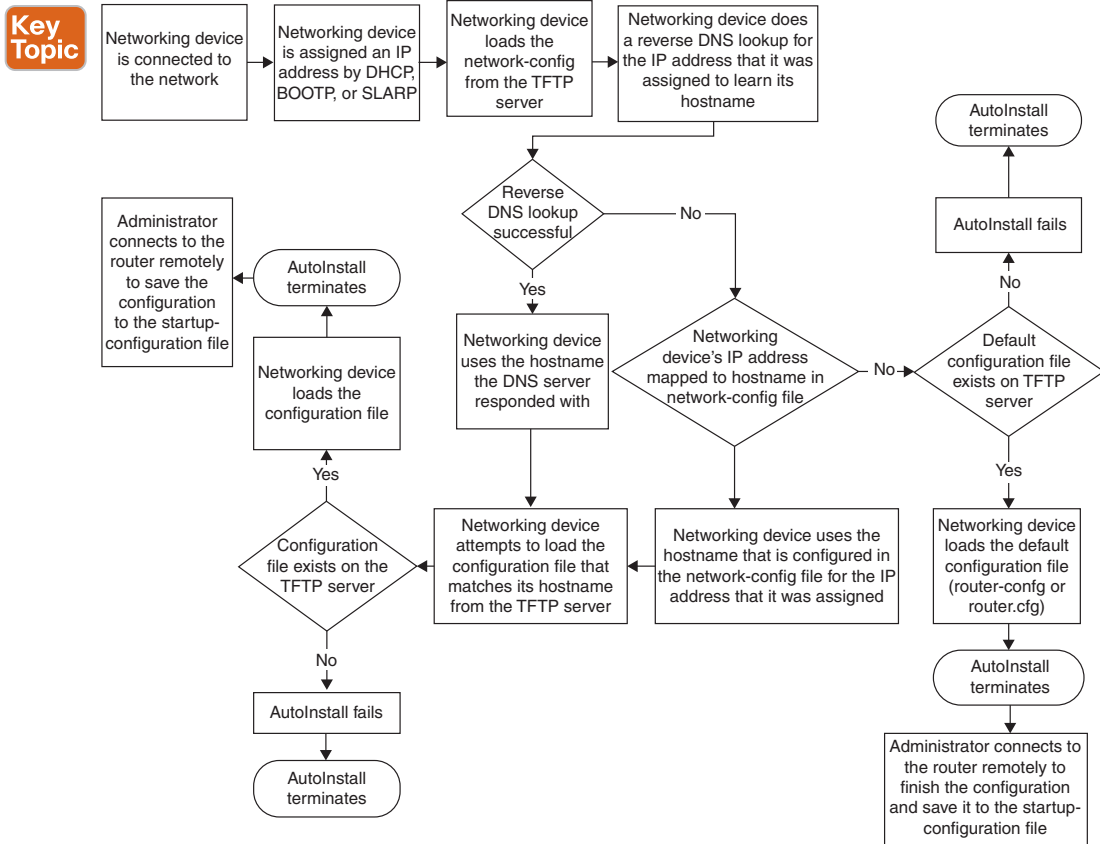 Key
Topic
Networking device
is connected to
the network
Networking device
is assigned an IP
address by DHCP,
BOOTP, or SLARP
Networking device
loads the
network-config
from the TFTP
server
Networking device does
a reverse DNS lookup for
the IP address that it was
assigned to learn its
hostname
Reverse
DNS lookup
successful
No
Yes
AutoInstall
terminates
AutoInstall fails
No
Administrator
connects to the
router remotely
to save the
configuration
to the startup-
configuration file
AutoInstall
terminates
Networking device
loads the
configuration file
Yes
Networking device
uses the hostname
the DNS server
responded with
Networking
device's IP address
mapped to hostname in
network-config file
No
Default
configuration file
exists on TFTP
server
Yes
Configuration
file exists on the
TFTP server
Networking device
attempts to load the
configuration file that
matches its hostname
from the TFTP server
Networking device uses the
hostname that is configured in
the network-config file for the IP
address that it was assigned
Networking device
loads the default
configuration file
(router-confg or
router.cfg)
No
AutoInstall fails
AutoInstall
terminates
AutoInstall
terminates
Administrator connects to
the router remotely to
finish the configuration
and save it to the startup-
configuration file